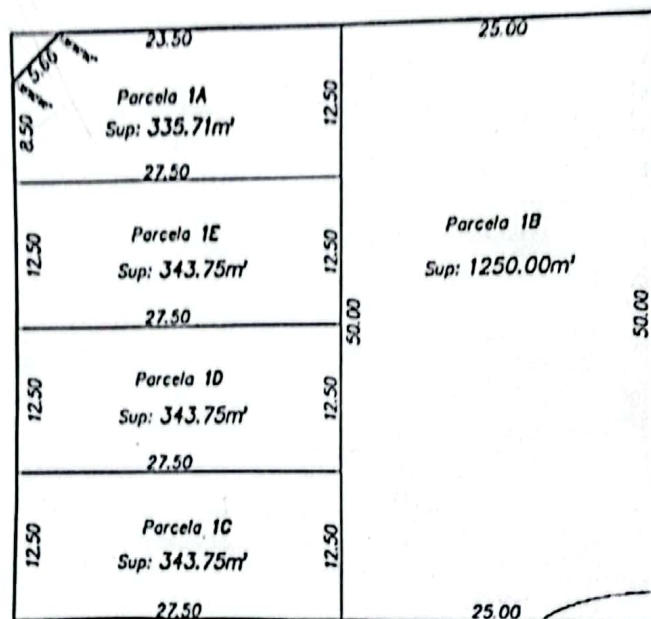 23.50
25.00
5.66
Parcela 1A
Sup: 335.71m²
8.50
12.50
27.50
Parcela 1E
Sup: 343.75m²
12.50
12.50
27.50
Parcela 1B
Sup: 1250.00m²
50.00
50.00
Parcela 1D
Sup: 343.75m²
12.50
12.50
27.50
Parcela 1C
Sup: 343.75m²
12.50
12.50
27.50
25.00